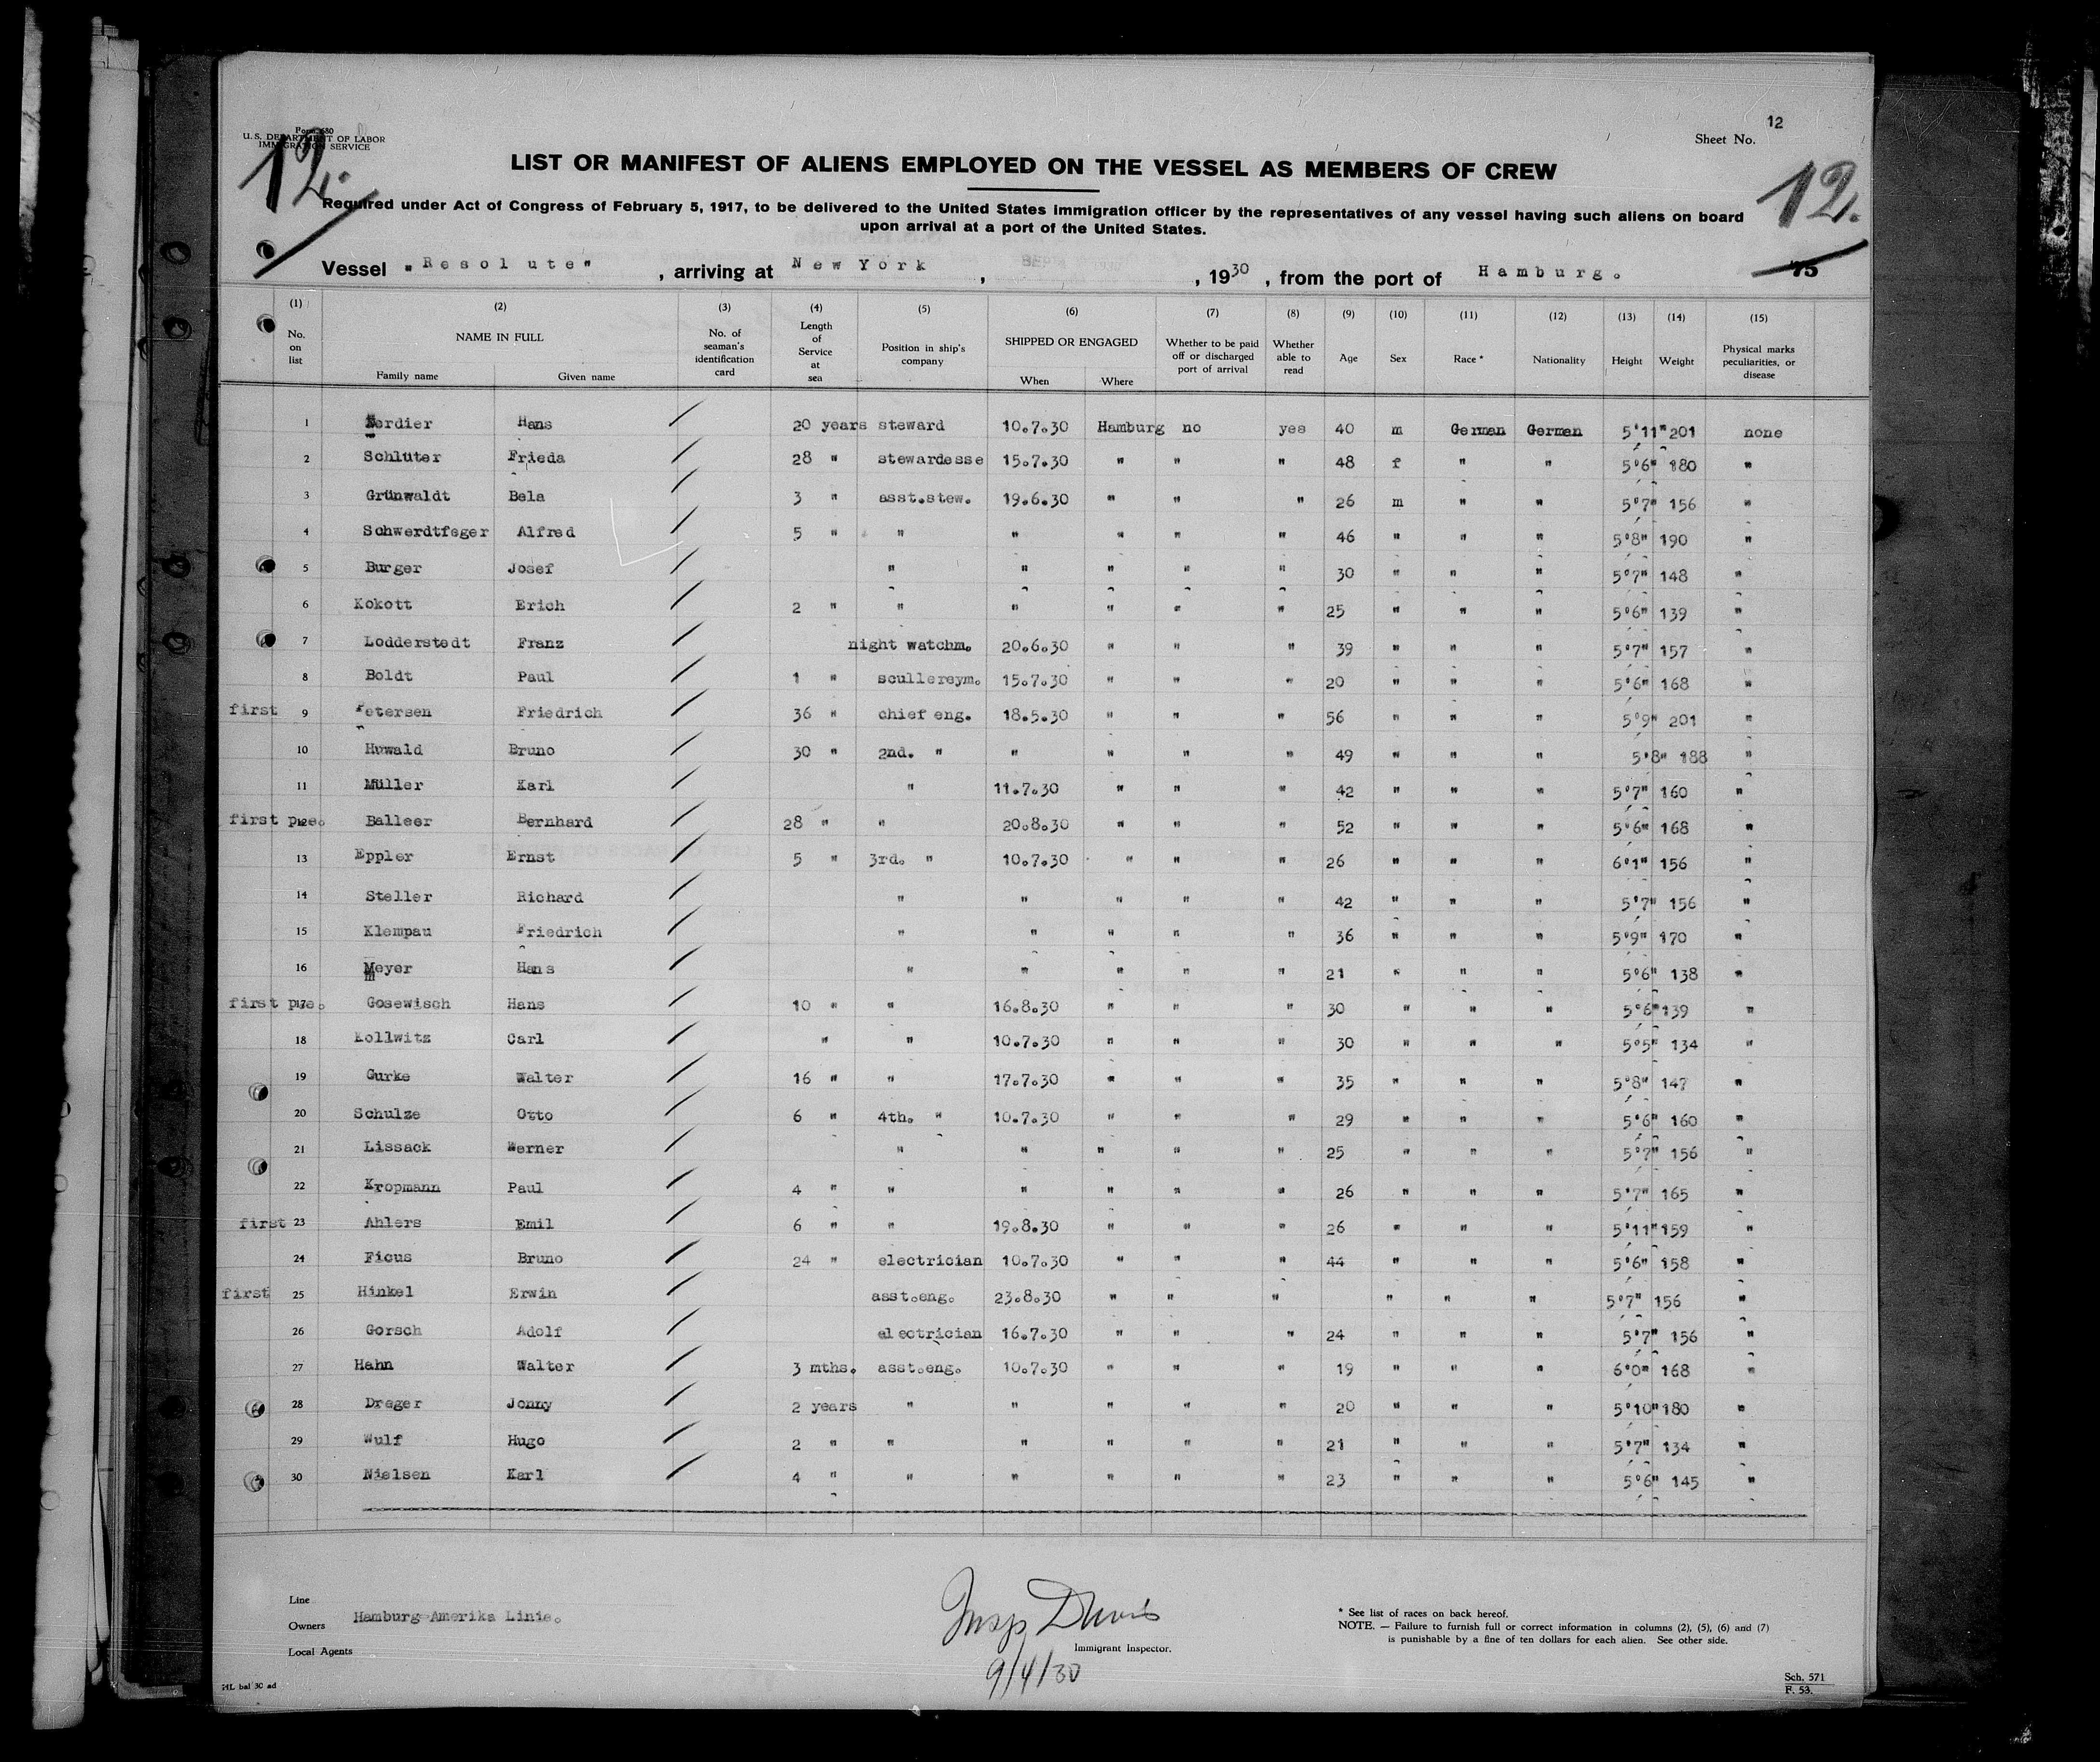 Form 680
U. S. DEPARTMENT OF LABOR
IMMIGRATION SERVICE
12.
Sheet No. 12
LIST OR MANIFEST OF ALIENS EMPLOYED ON THE VESSEL AS MEMBERS OF CREW
12.
Required under Act of Congress of February 5, 1917, to be delivered to the United States immigration officer by the representatives of any vessel having such aliens on board
upon arrival at a port of the United States.
Vessel "Resolute", arriving at New York, , 1930, from the port of Hamburg.
75
(1) (2) (3) (4) (5) (6) (7) (8) (9) (10) (11) (12) (13) (14) (15)
No. on list NAME IN FULL Family name Given name No. of seaman's identification card Length of Service at sea Position in ship's company SHIPPED OR ENGAGED When Where Whether to be paid off or discharged port of arrival Whether able to read Age Sex Race * Nationality Height Weight Physical marks peculiarities, or disease
1 erdier Hans 20 years steward 10.7.30 Hamburg no yes 40 m German German 5'11" 201 none
2 Schluter Frieda 28 " stewardesse 15.7.30 " " " 48 f " " 5'6" 180 "
3 Grünwaldt Bela 3 " asst.stew. 19.6.30 " " " 26 m " " 5'7" 156 "
4 Schwerdtfeger Alfred 5 " " " " " " 46 " " " 5'8" 190 "
5 Burger Josef " " " " " 30 " " " 5'7" 148 "
6 Kokott Erich 2 " " " " " " 25 " " " 5'6" 139 "
7 Lodderstedt Franz night watchm. 20.6.30 " " " 39 " " " 5'7" 157 "
8 Boldt Paul 1 " sculllereym. 15.7.30 " " " 20 " " " 5'6" 168 "
first 9 Petersen Friedrich 36 " chief eng. 18.5.30 " " " 56 " " " 5'9" 201 "
10 Huwald Bruno 30 " 2nd. " " " " " 49 " " " 5'8" 188 "
11 Müller Karl " 11.7.30 " " " 42 " " " 5'7" 160 "
first 12 Balleer Bernhard 28 " " 20.8.30 " " " 52 " " " 5'6" 168 "
13 Eppler Ernst 5 " 3rd. " 10.7.30 " " " 26 " " " 6'1" 156 "
14 Steller Richard " " " " " 42 " " " 5'7" 156 "
15 Klempau Friedrich " " " " " 36 " " " 5'9" 170 "
16 Meyer Hans " " " " " 21 " " " 5'6" 138 "
first 17 Gosewisch Hans 10 " " 16.8.30 " " " 30 " " " 5'6" 139 "
18 Kollwitz Carl " " 10.7.30 " " " 30 " " " 5'5" 134 "
19 Gurke Walter 16 " " 17.7.30 " " " 35 " " " 5'8" 147 "
20 Schulze Otto 6 " 4th. " 10.7.30 " " " 29 " " " 5'6" 160 "
21 Lissack Werner " " " " " 25 " " " 5'7" 156 "
22 Kropmann Paul 4 " " " " " " 26 " " " 5'7" 165 "
first 23 Ahlers Emil 6 " " 19.8.30 " " " 26 " " " 5'11" 159 "
24 Ficus Bruno 24 " electrician 10.7.30 " " " 44 " " " 5'6" 158 "
first 25 Hinkel Erwin asst.eng. 23.8.30 " " " " " " 5'7" 156 "
26 Gorsch Adolf electrician 16.7.30 " " " 24 " " " 5'7" 156 "
27 Hahn Walter 3 mths. asst.eng. 10.7.30 " " " 19 " " " 6'0" 168 "
28 Dreger Jonny 2 years " " " " " 20 " " " 5'10" 180 "
29 Wulf Hugo 2 " " " " " " 21 " " " 5'7" 134 "
30 Nielsen Karl 4 " " " " " " 23 " " " 5'6" 145 "
Line
Owners Hamburg-Amerika Linie.
Local Agents
Insp
Immigrant Inspector.
9/4/30
* See list of races on back hereof.
NOTE. — Failure to furnish full or correct information in columns (2), (5), (6) and (7)
is punishable by a fine of ten dollars for each alien. See other side.
Sch. 571
F. 53.